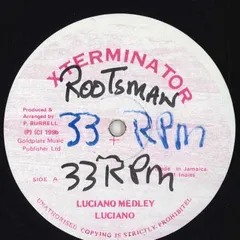 XTERMINATOR
ROOTSMAN
Produced &
Arranged by
P. BURRELL
(P) (C) 1996
Goldprint Music
Publisher Ltd
33 RPM
Made in Jamaica.
SIDE A
33 RPM
LUCIANO MEDLEY
LUCIANO
UNAUTHORISED COPYING IS STRICTLY PROHIBITED